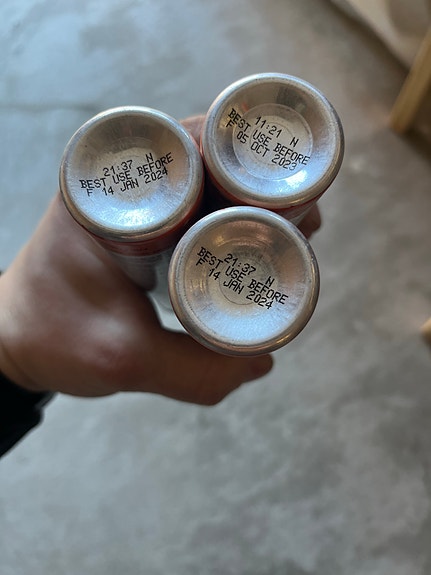 21:37 N
BEST USE BEFORE
F 14 JAN 2024
11:21 N
BEST USE BEFORE
F 05 OCT 2023
21:37 N
BEST USE BEFORE
F 14 JAN 2024